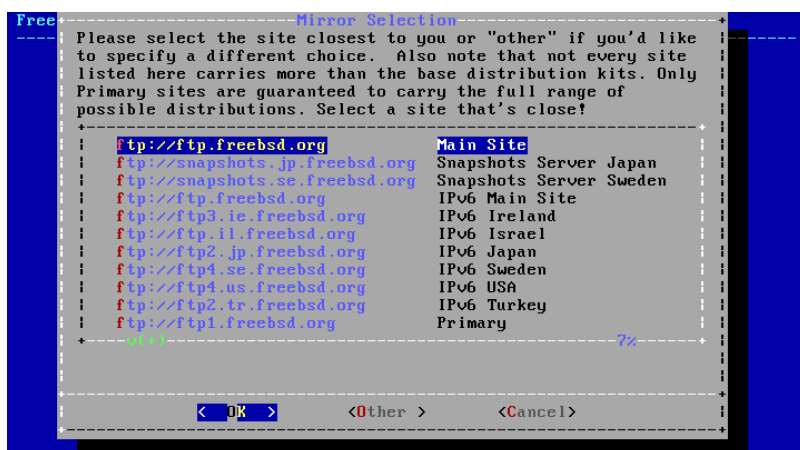 Free
Mirror Selection
Please select the site closest to you or "other" if you'd like
to specify a different choice. Also note that not every site
listed here carries more than the base distribution kits. Only
Primary sites are guaranteed to carry the full range of
possible distributions. Select a site that's close!
ftp://ftp.freebsd.org Main Site
ftp://snapshots.jp.freebsd.org Snapshots Server Japan
ftp://snapshots.se.freebsd.org Snapshots Server Sweden
ftp://ftp.freebsd.org IPv6 Main Site
ftp://ftp3.ie.freebsd.org IPv6 Ireland
ftp://ftp.il.freebsd.org IPv6 Israel
ftp://ftp2.jp.freebsd.org IPv6 Japan
ftp://ftp4.se.freebsd.org IPv6 Sweden
ftp://ftp4.us.freebsd.org IPv6 USA
ftp://ftp2.tr.freebsd.org IPv6 Turkey
ftp://ftp1.freebsd.org Primary
v(+) 7%
< OK > <Other > <Cancel>